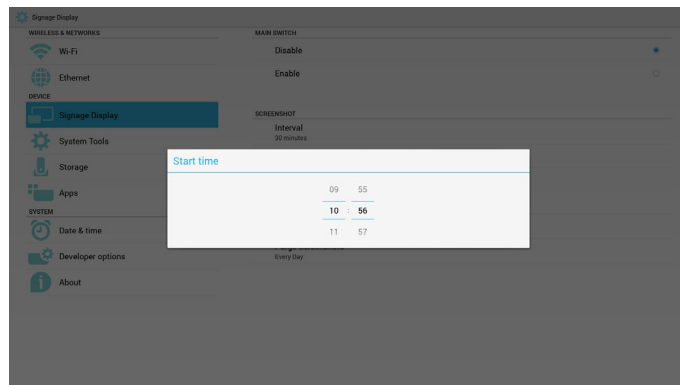 Signage Display
WIRELESS & NETWORKS
Wi-Fi
Ethernet
DEVICE
Signage Display
System Tools
Storage
Apps
SYSTEM
Date & time
Developer options
About
MAIN SWITCH
Disable
Enable
SCREENSHOT
Interval
30 minutes
Start time
09 55
10 : 56
11 57
Every Day